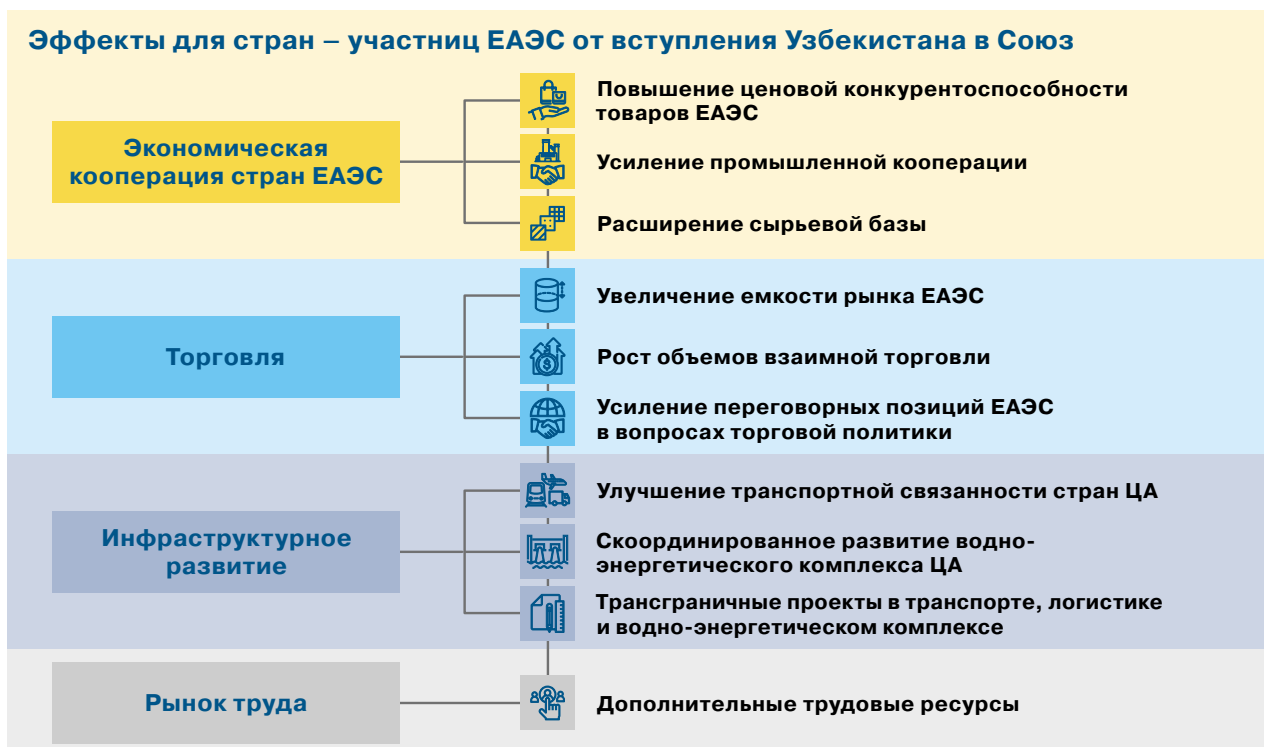 Эффекты для стран – участниц ЕАЭС от вступления Узбекистана в Союз
Экономическая
кооперация стран ЕАЭС
Повышение ценовой конкурентоспособности
товаров ЕАЭС
Усиление промышленной кооперации
Расширение сырьевой базы
Торговля
Увеличение емкости рынка ЕАЭС
Рост объемов взаимной торговли
Усиление переговорных позиций ЕАЭС
в вопросах торговой политики
Инфраструктурное
развитие
Улучшение транспортной связанности стран ЦА
Скоординированное развитие водно-
энергетического комплекса ЦА
Трансграничные проекты в транспорте, логистике
и водно-энергетическом комплексе
Рынок труда
Дополнительные трудовые ресурсы